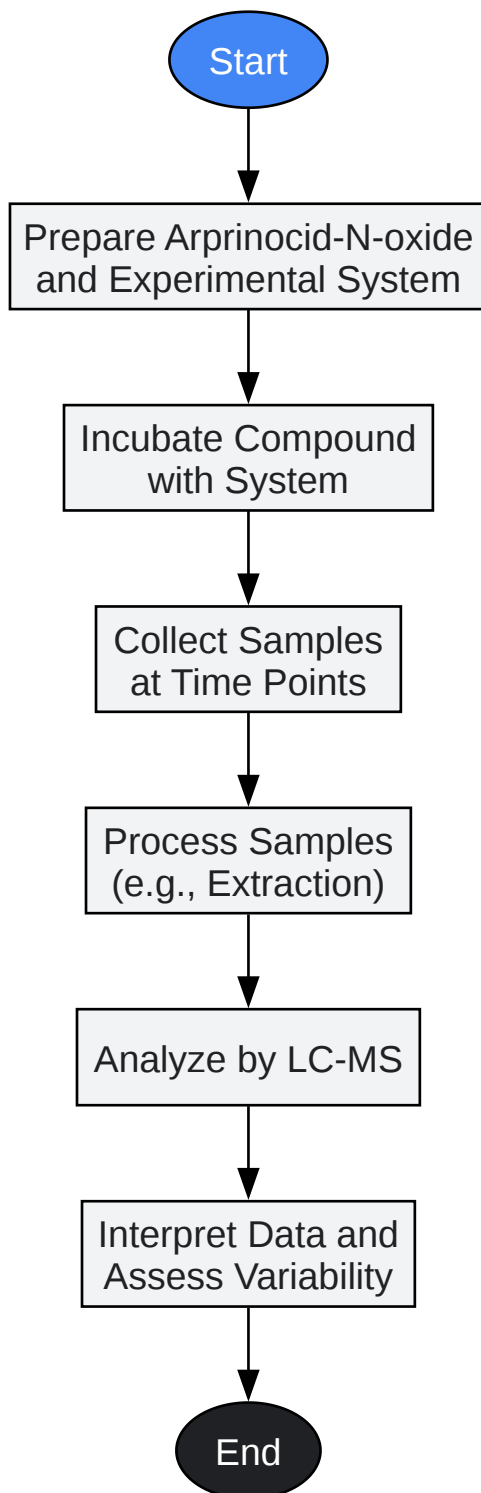 Start
Prepare Arprinocid-N-oxide
and Experimental System
Incubate Compound
with System
Collect Samples
at Time Points
Process Samples
(e.g., Extraction)
Analyze by LC-MS
Interpret Data and
Assess Variability
End